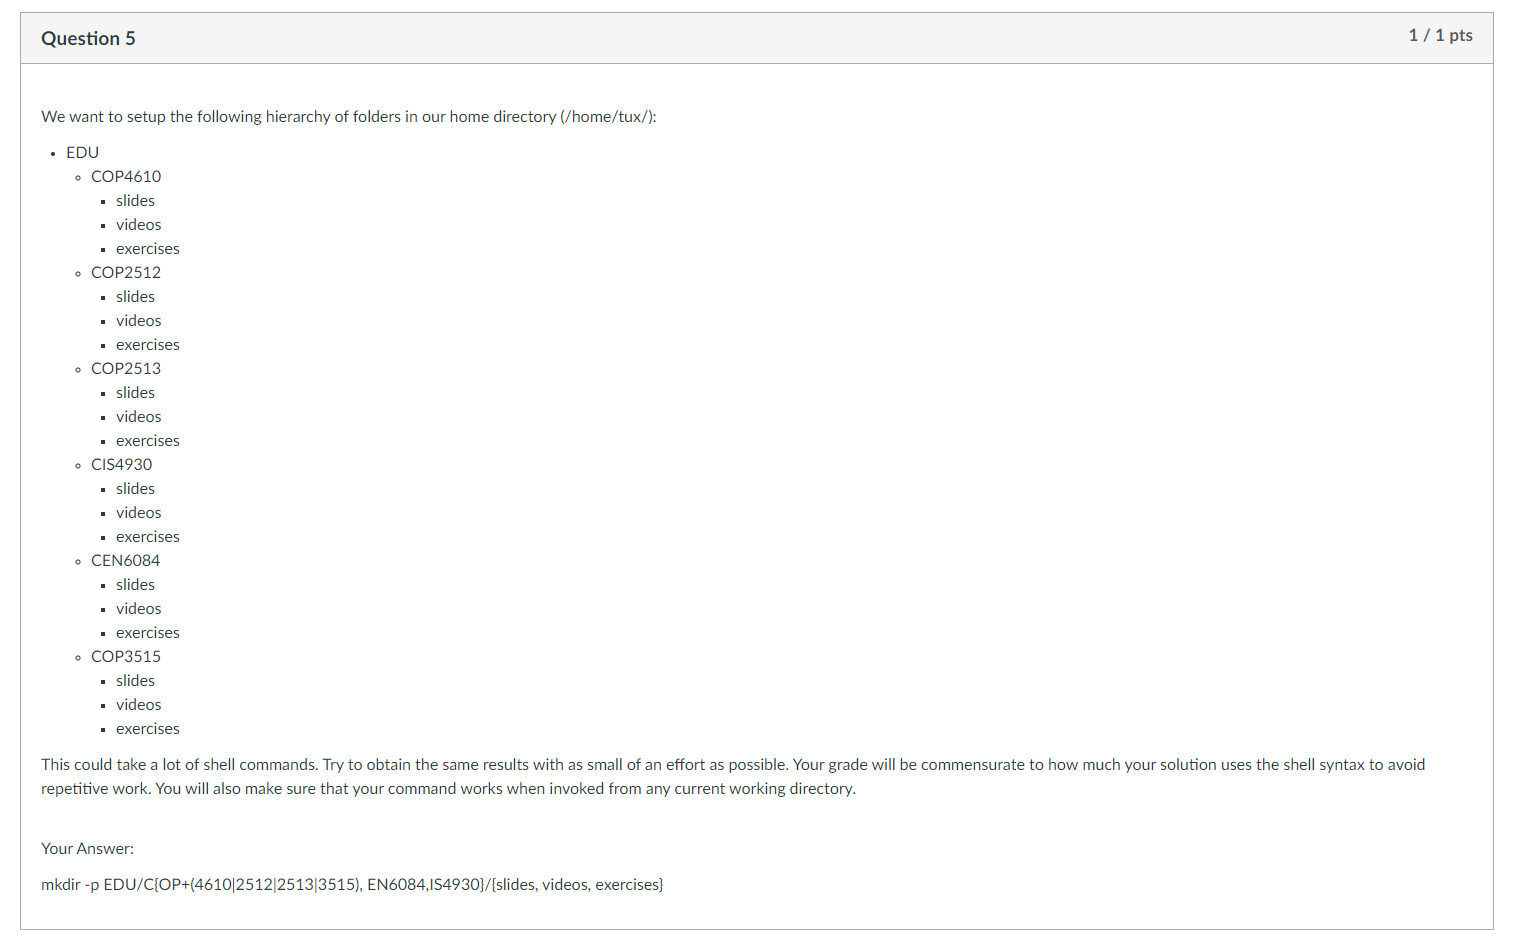 Question 5
1 / 1 pts
We want to setup the following hierarchy of folders in our home directory (/home/tux/):
EDU
COP4610
slides
videos
exercises
COP2512
slides
videos
exercises
COP2513
slides
videos
exercises
CIS4930
slides
videos
exercises
CEN6084
slides
videos
exercises
COP3515
slides
videos
exercises
This could take a lot of shell commands. Try to obtain the same results with as small of an effort as possible. Your grade will be commensurate to how much your solution uses the shell syntax to avoid
repetitive work. You will also make sure that your command works when invoked from any current working directory.
Your Answer:
mkdir -p EDU/C{OP+(4610|2512|2513|3515), EN6084,IS4930}/{slides, videos, exercises}